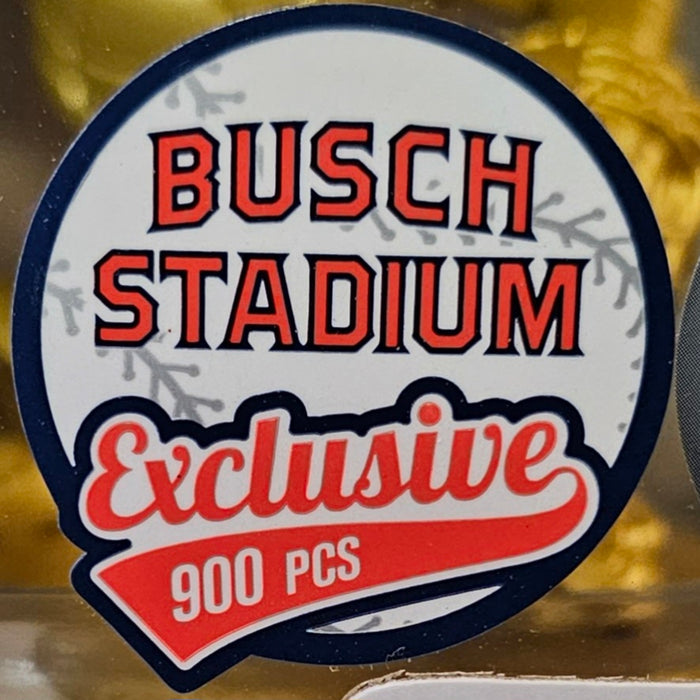 BUSCH
STADIUM
Exclusive
900 PCS